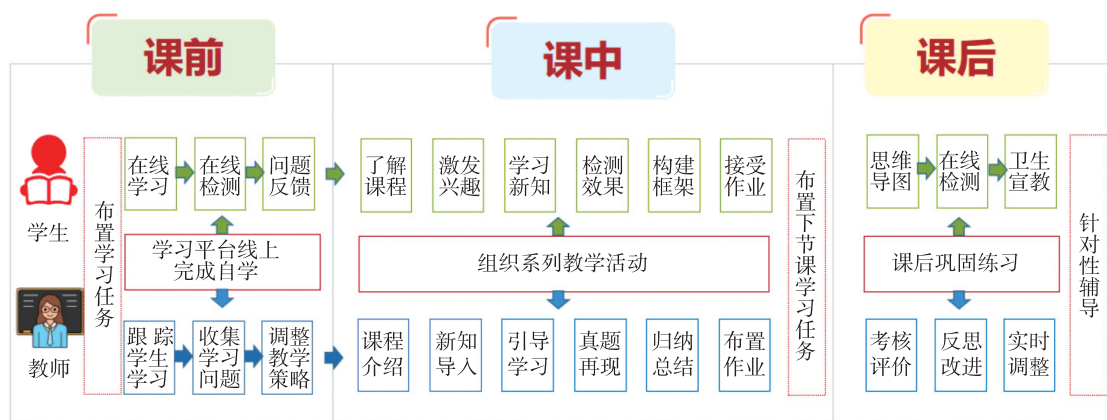 课前
课中
课后
学生
教师
布置学习任务
在线
学习
在线
检测
问题
反馈
学习平台线上
完成自学
跟 踪
学生
学习
收集
学习
问题
调整
教学
策略
了解
课程
激发
兴趣
学习
新知
检测
效果
构建
框架
接受
作业
组织系列教学活动
课程
介绍
新知
导入
引导
学习
真题
再现
归纳
总结
布置
作业
布置下节课学习任务
思维
导图
在线
检测
卫生
宣教
课后巩固练习
考核
评价
反思
改进
实时
调整
针对性辅导